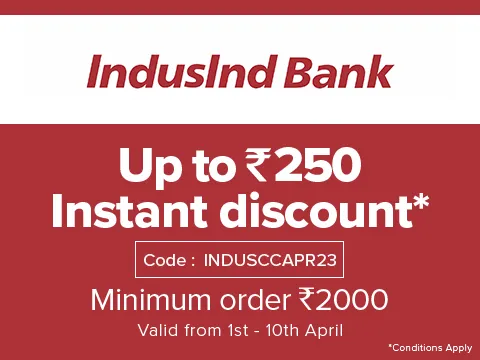 IndusInd Bank
Up to ₹250
Instant discount*
Code : INDUSCCAPR23
Minimum order ₹2000
Valid from 1st - 10th April
*Conditions Apply